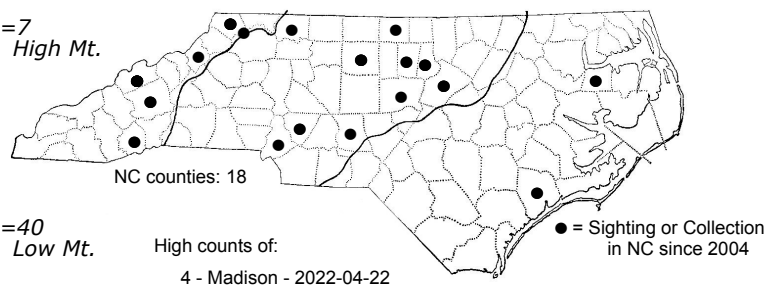 =7
High Mt.
NC counties: 18
=40
Low Mt.
High counts of:
4 - Madison - 2022-04-22
● = Sighting or Collection
in NC since 2004